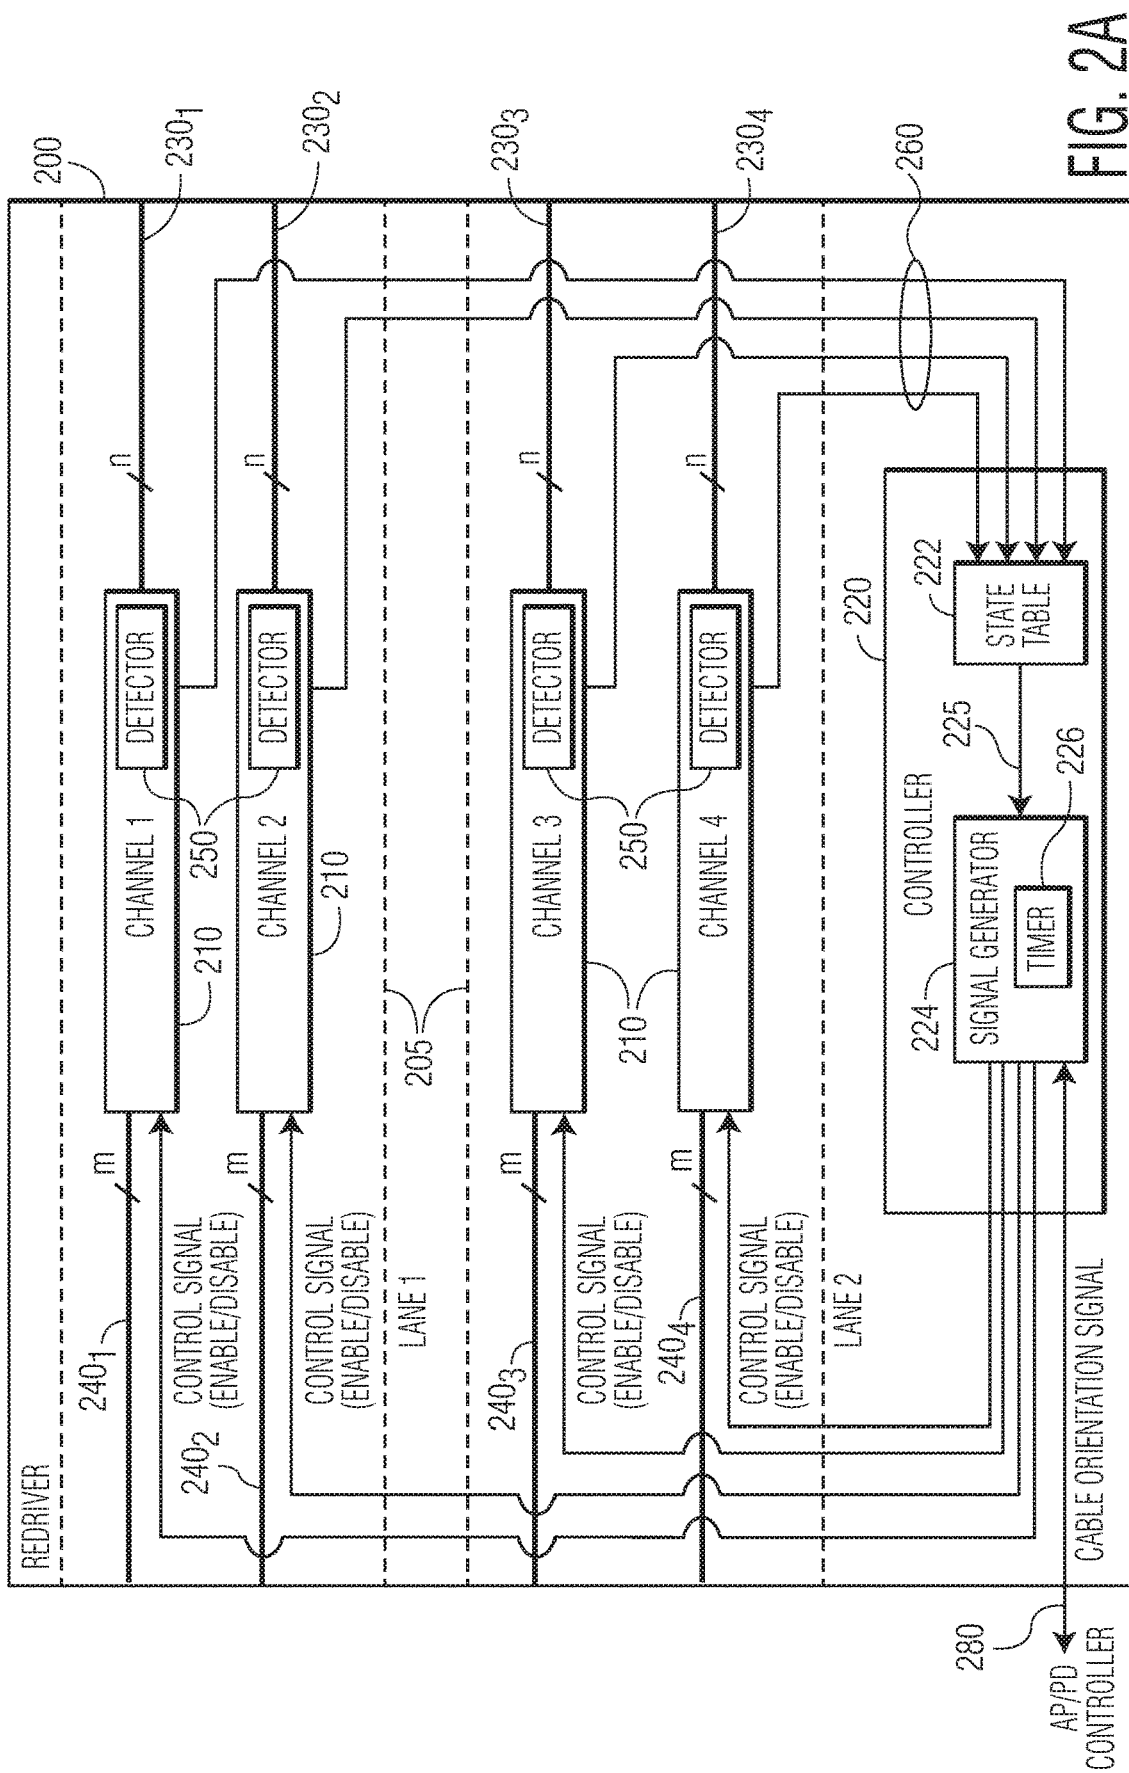 REDRIVER
200
240₁
m
CHANNEL 1
DETECTOR
n
230₁
CONTROL SIGNAL
(ENABLE/DISABLE)
210
250
240₂
m
CHANNEL 2
DETECTOR
n
230₂
CONTROL SIGNAL
(ENABLE/DISABLE)
210
LANE 1
205
240₃
m
CHANNEL 3
DETECTOR
n
230₃
CONTROL SIGNAL
(ENABLE/DISABLE)
210
250
240₄
m
CHANNEL 4
DETECTOR
n
230₄
CONTROL SIGNAL
(ENABLE/DISABLE)
LANE 2
220
260
CONTROLLER
224
SIGNAL GENERATOR
TIMER
226
225
222
STATE
TABLE
280
CABLE ORIENTATION SIGNAL
AP/PD
CONTROLLER
FIG. 2A